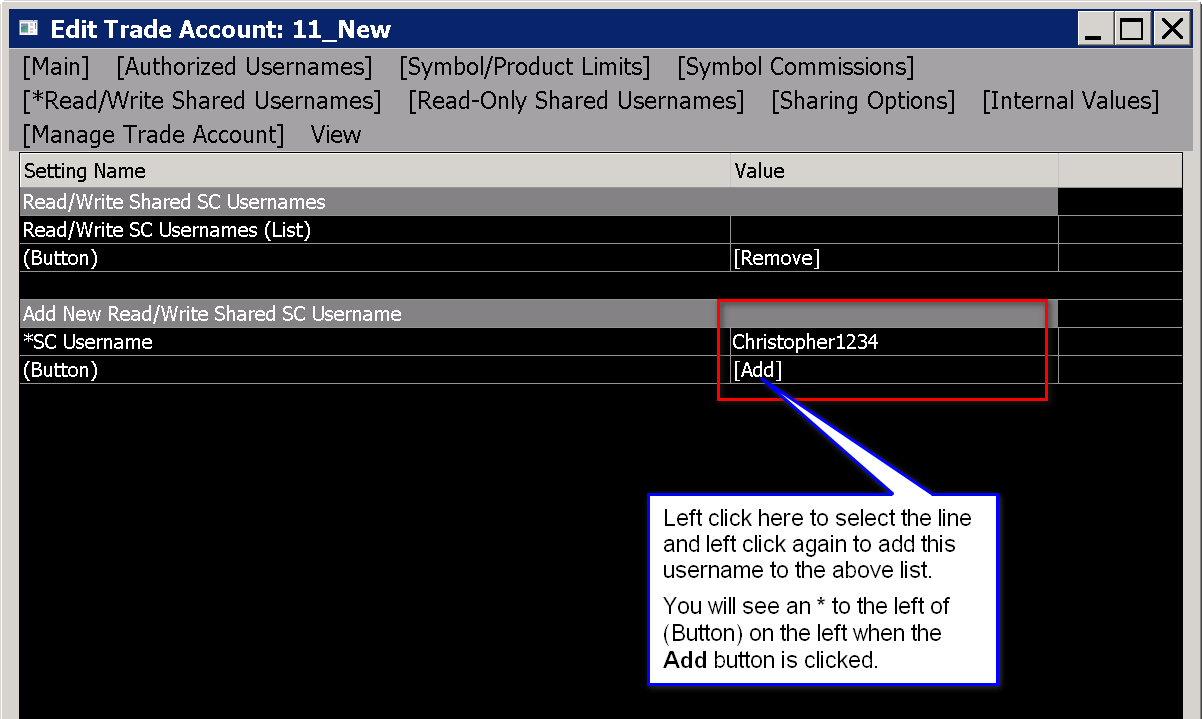 Edit Trade Account: 11_New
[Main] [Authorized Usernames] [Symbol/Product Limits] [Symbol Commissions]
[*Read/Write Shared Usernames] [Read-Only Shared Usernames] [Sharing Options] [Internal Values]
[Manage Trade Account] View
Setting Name Value
Read/Write Shared SC Usernames
Read/Write SC Usernames (List)
(Button) [Remove]
Add New Read/Write Shared SC Username
*SC Username Christopher1234
(Button) [Add]
Left click here to select the line
and left click again to add this
username to the above list.
You will see an * to the left of
(Button) on the left when the
Add button is clicked.